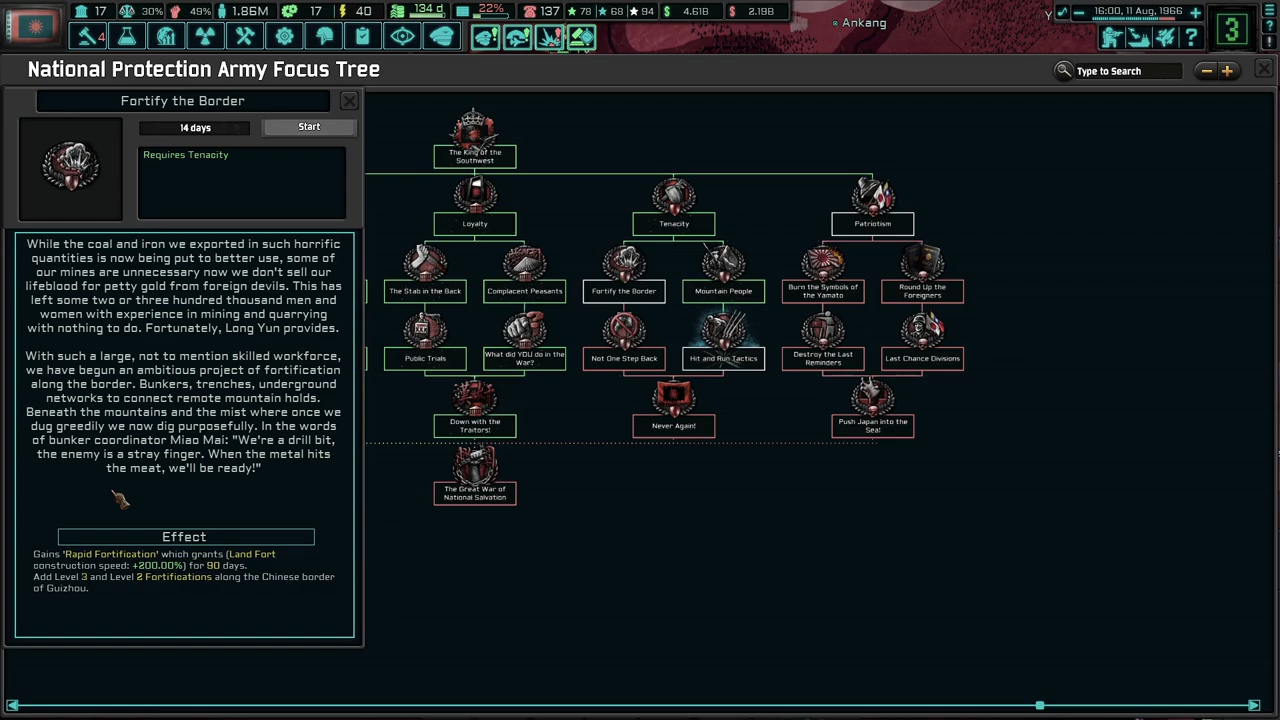 17
30%
49%
1.86M
17
40
134 d
22%
137
78
68
94
4.61B
2.19B
Ankang
16:00, 11 Aug, 1966
3
4
National Protection Army Focus Tree
Type to Search
Fortify the Border
14 days
Start
Requires Tenacity
While the coal and iron we exported in such horrific
quantities is now being put to better use, some of
our mines are unnecessary now we don't sell our
lifeblood for petty gold from foreign devils. This has
left some two or three hundred thousand men and
women with experience in mining and quarrying
with nothing to do. Fortunately, Long Yun provides.
With such a large, not to mention skilled workforce,
we have begun an ambitious project of fortification
along the border. Bunkers, trenches, underground
networks to connect remote mountain holds.
Beneath the mountains and the mist where once we
dug greedily we now dig purposefully. In the words
of bunker coordinator Miao Mai: "We're a drill bit,
the enemy is a stray finger. When the metal hits
the meat, we'll be ready!"
Effect
Gains 'Rapid Fortification' which grants (Land Fort
construction speed: +200.00%) for 90 days.
Add Level 3 and Level 2 Fortifications along the Chinese border
of Guizhou.
The King of the
Southwest
Loyalty
Tenacity
Patriotism
The Stab in the Back
Complacent Peasants
Fortify the Border
Mountain People
Burn the Symbols of
the Yamato
Round Up the
Foreigners
Public Trials
What did YOU do in the
War?
Not One Step Back
Hit and Run Tactics
Destroy the Last
Reminders
Last Chance Divisions
Down with the
Traitors!
Never Again!
Push Japan into the
Sea!
The Great War of
National Salvation